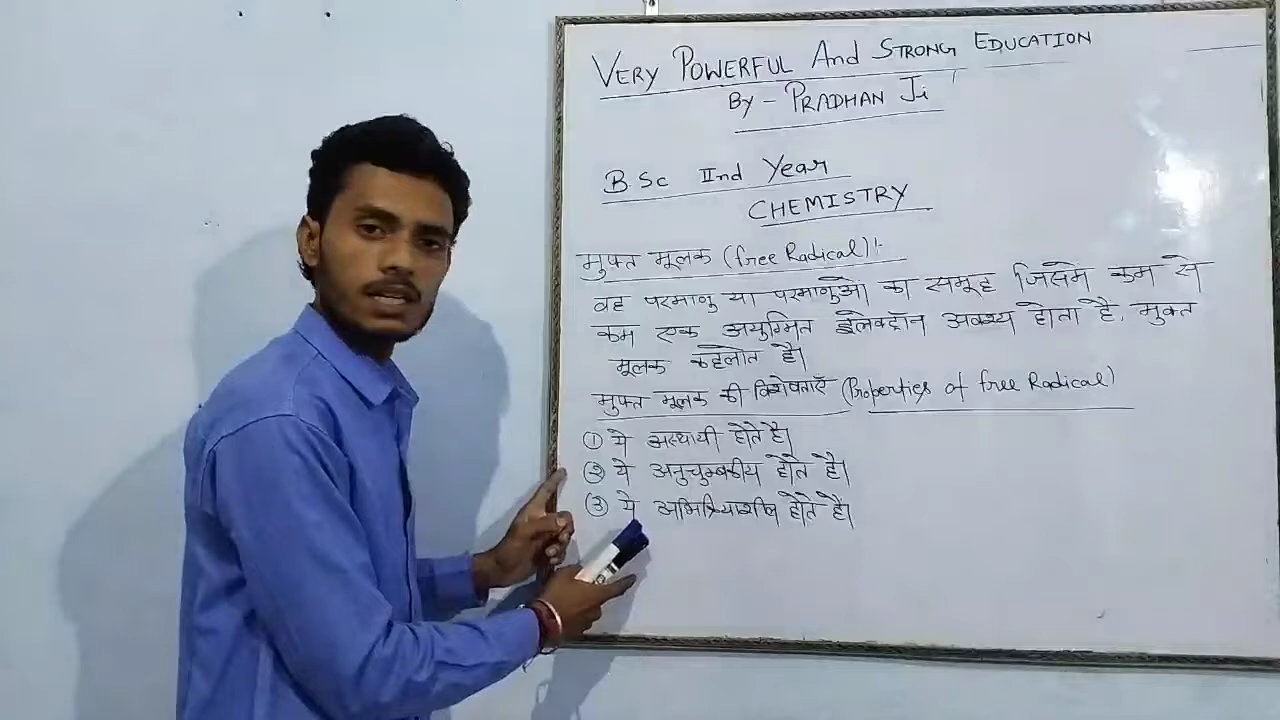 VERY POWERFUL And STRONG EDUCATION
By - PRADHAN Ji
B Sc IInd Year
CHEMISTRY
मुक्त मूलक (free Radical) :-
वह परमाणु या परमाणुओ का समूह जिसमे कम से
कम एक अयुग्मित इलेक्ट्रॉन अवश्य होता है, मुक्त
मूलक कहेलाते है।
मुक्त मूलक की विशेषताएँ (Properties of free Radical)
① ये अस्थायी होते है।
② ये अनुचुम्बकीय होते है।
③ ये अभिक्रियाशील होते है।